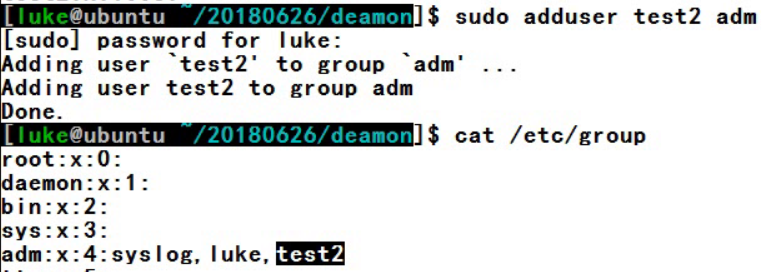 [luke@ubuntu ~/20180626/deamon]$ sudo adduser test2 adm
[sudo] password for luke:
Adding user `test2' to group `adm' ...
Adding user test2 to group adm
Done.
[luke@ubuntu ~/20180626/deamon]$ cat /etc/group
root:x:0:
daemon:x:1:
bin:x:2:
sys:x:3:
adm:x:4:syslog,luke,test2